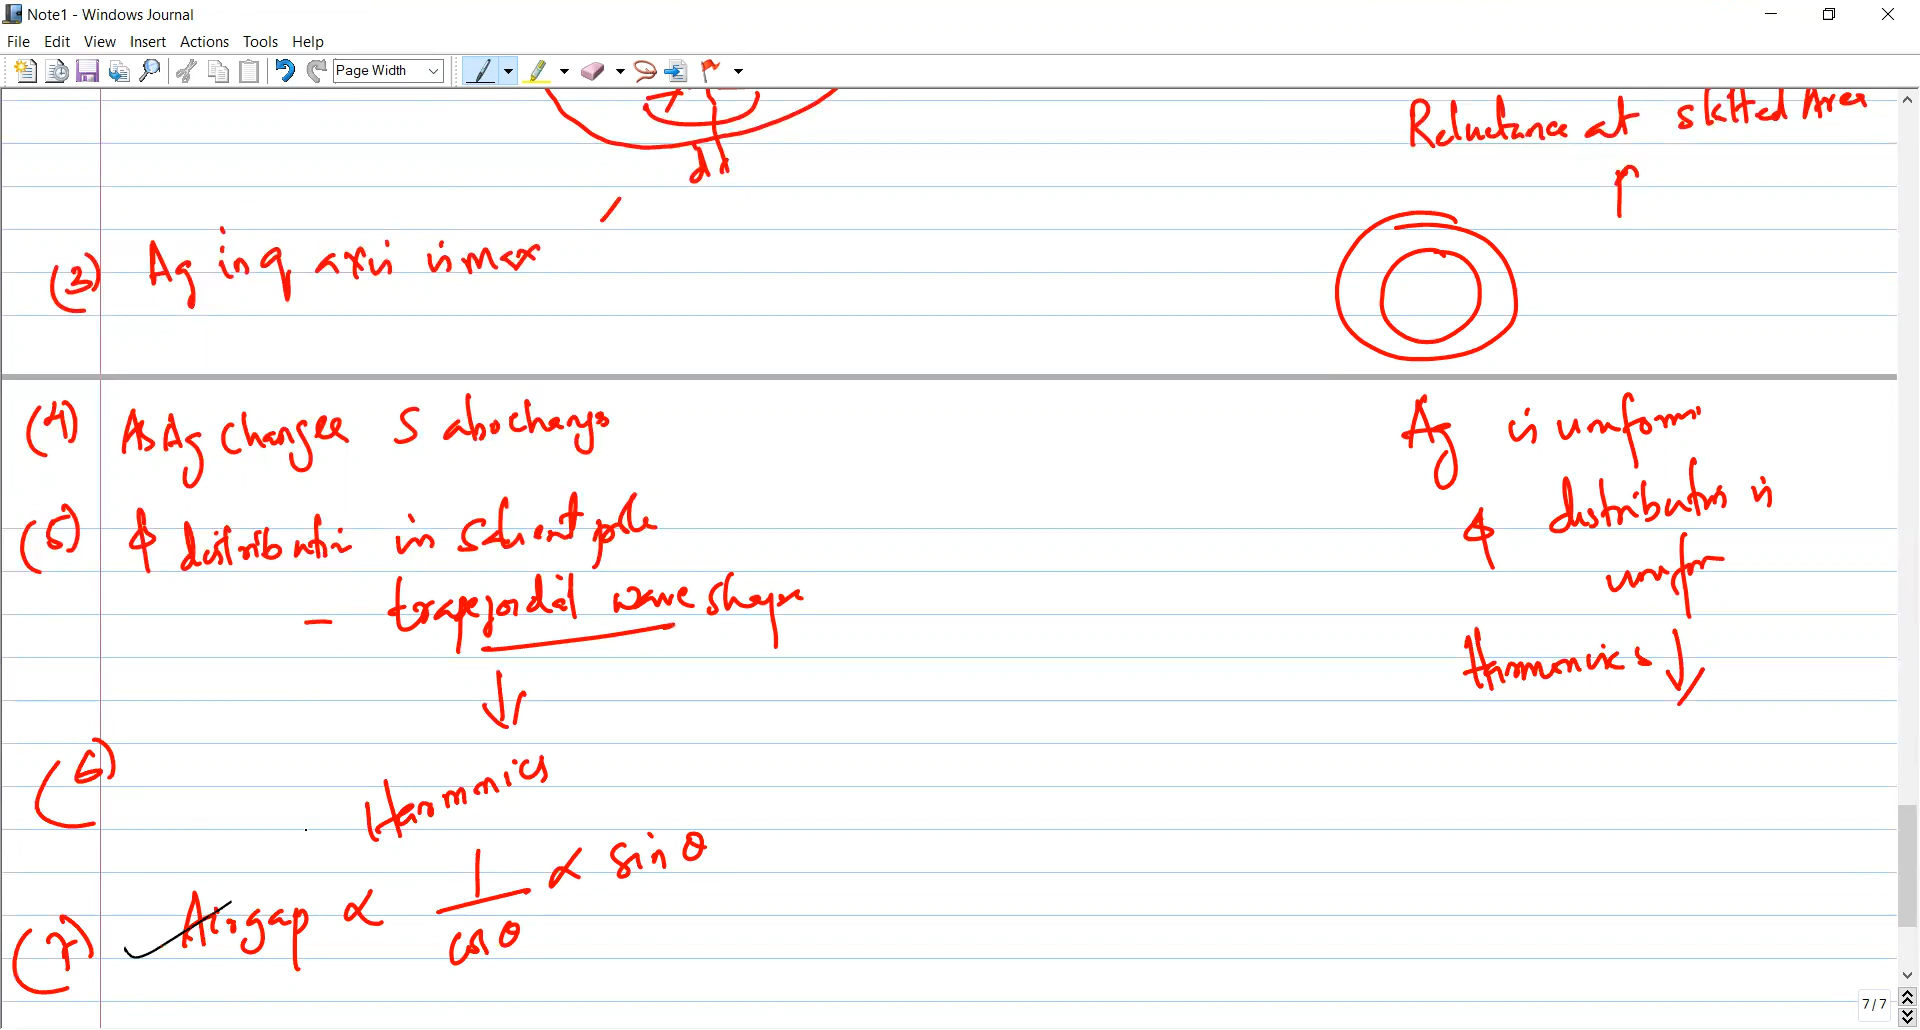 Note1 - Windows Journal
File Edit View Insert Actions Tools Help
Page Width
Reluctance at slotted Area
↑
dx
(3) Ag in q axis is max
(4) As Ag changes S also changes
(5) ϕ distribution in Salient pole
- trapezoidal wave shape
↓
(6)
Harmonics
(7) Airgap ∝ 1/cos θ ∝ sin θ
Ag is uniform
ϕ distribution is
unifor
Harmonics ↓
7/7